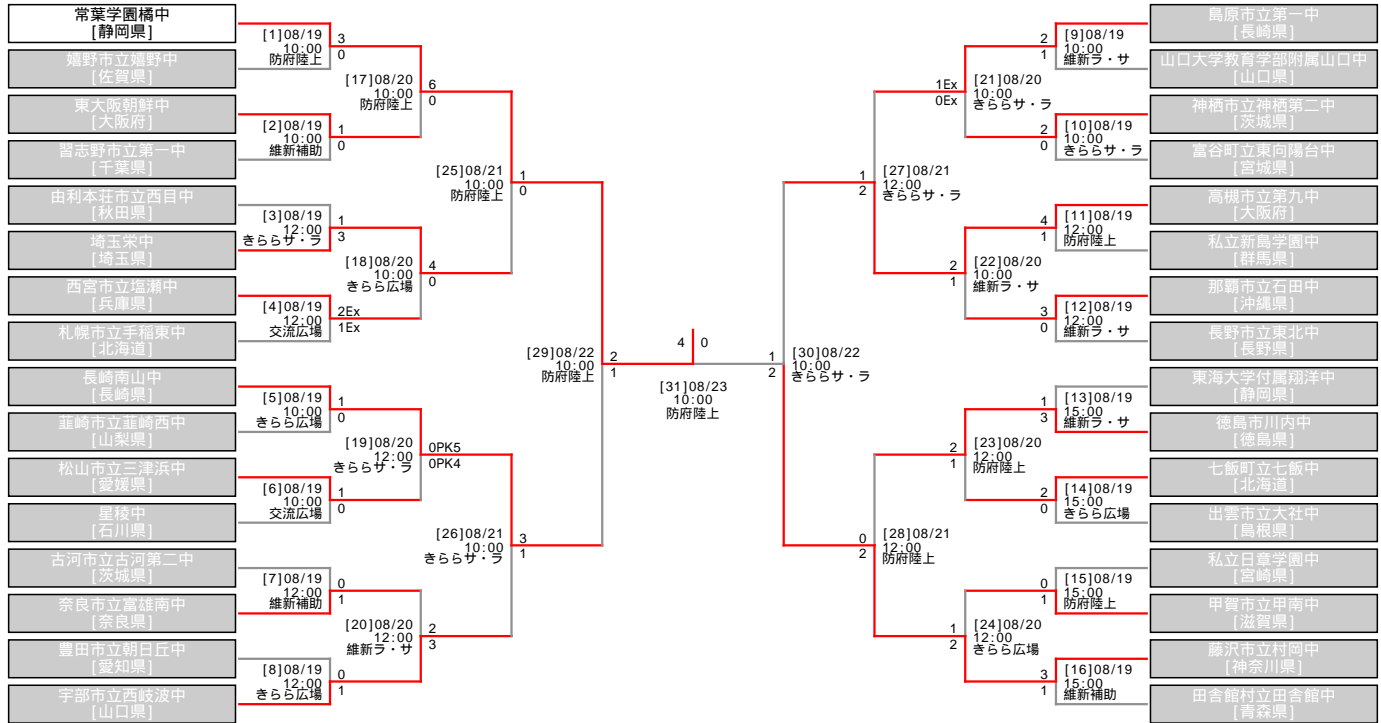 常葉学園橘中
[静岡県]
嬉野市立嬉野中
[佐賀県]
東大阪朝鮮中
[大阪府]
習志野市立第一中
[千葉県]
由利本荘市立西目中
[秋田県]
埼玉栄中
[埼玉県]
西宮市立塩瀬中
[兵庫県]
札幌市立手稲東中
[北海道]
長崎南山中
[長崎県]
韮崎市立韮崎西中
[山梨県]
松山市立三津浜中
[愛媛県]
星稜中
[石川県]
古河市立古河第二中
[茨城県]
奈良市立富雄南中
[奈良県]
豊田市立朝日丘中
[愛知県]
宇部市立西岐波中
[山口県]
[1]08/19
10:00
防府陸上
3
0
[2]08/19
10:00
維新補助
1
0
[3]08/19
12:00
きららサ・ラ
1
3
[4]08/19
12:00
交流広場
2Ex
1Ex
[5]08/19
10:00
きらら広場
1
0
[6]08/19
10:00
交流広場
1
0
[7]08/19
12:00
維新補助
0
1
[8]08/19
12:00
きらら広場
0
1
[17]08/20
10:00
防府陸上
6
0
[18]08/20
10:00
きらら広場
4
0
[19]08/20
12:00
きららサ・ラ
0PK5
0PK4
[20]08/20
12:00
維新ラ・サ
2
3
[25]08/21
10:00
防府陸上
1
0
[26]08/21
10:00
きららサ・ラ
3
1
[29]08/22
10:00
防府陸上
2
1
4
0
[31]08/23
10:00
防府陸上
1
2
[30]08/22
10:00
きららサ・ラ
1
2
[27]08/21
12:00
きららサ・ラ
0
2
[28]08/21
12:00
防府陸上
1Ex
0Ex
[21]08/20
10:00
きららサ・ラ
2
1
[22]08/20
10:00
維新ラ・サ
2
1
[23]08/20
12:00
防府陸上
1
2
[24]08/20
12:00
きらら広場
2
1
[9]08/19
10:00
維新ラ・サ
2
0
[10]08/19
10:00
きららサ・ラ
4
1
[11]08/19
12:00
防府陸上
3
0
[12]08/19
12:00
維新ラ・サ
1
3
[13]08/19
15:00
維新ラ・サ
2
0
[14]08/19
15:00
きらら広場
0
1
[15]08/19
15:00
防府陸上
3
1
[16]08/19
15:00
維新補助
島原市立第一中
[長崎県]
山口大学教育学部附属山口中
[山口県]
神栖市立神栖第二中
[茨城県]
富谷町立東向陽台中
[宮城県]
高槻市立第九中
[大阪府]
私立新島学園中
[群馬県]
那覇市立石田中
[沖縄県]
長野市立東北中
[長野県]
東海大学付属翔洋中
[静岡県]
徳島市川内中
[徳島県]
七飯町立七飯中
[北海道]
出雲市立大社中
[島根県]
私立日章学園中
[宮崎県]
甲賀市立甲南中
[滋賀県]
藤沢市立村岡中
[神奈川県]
田舎館村立田舎館中
[青森県]